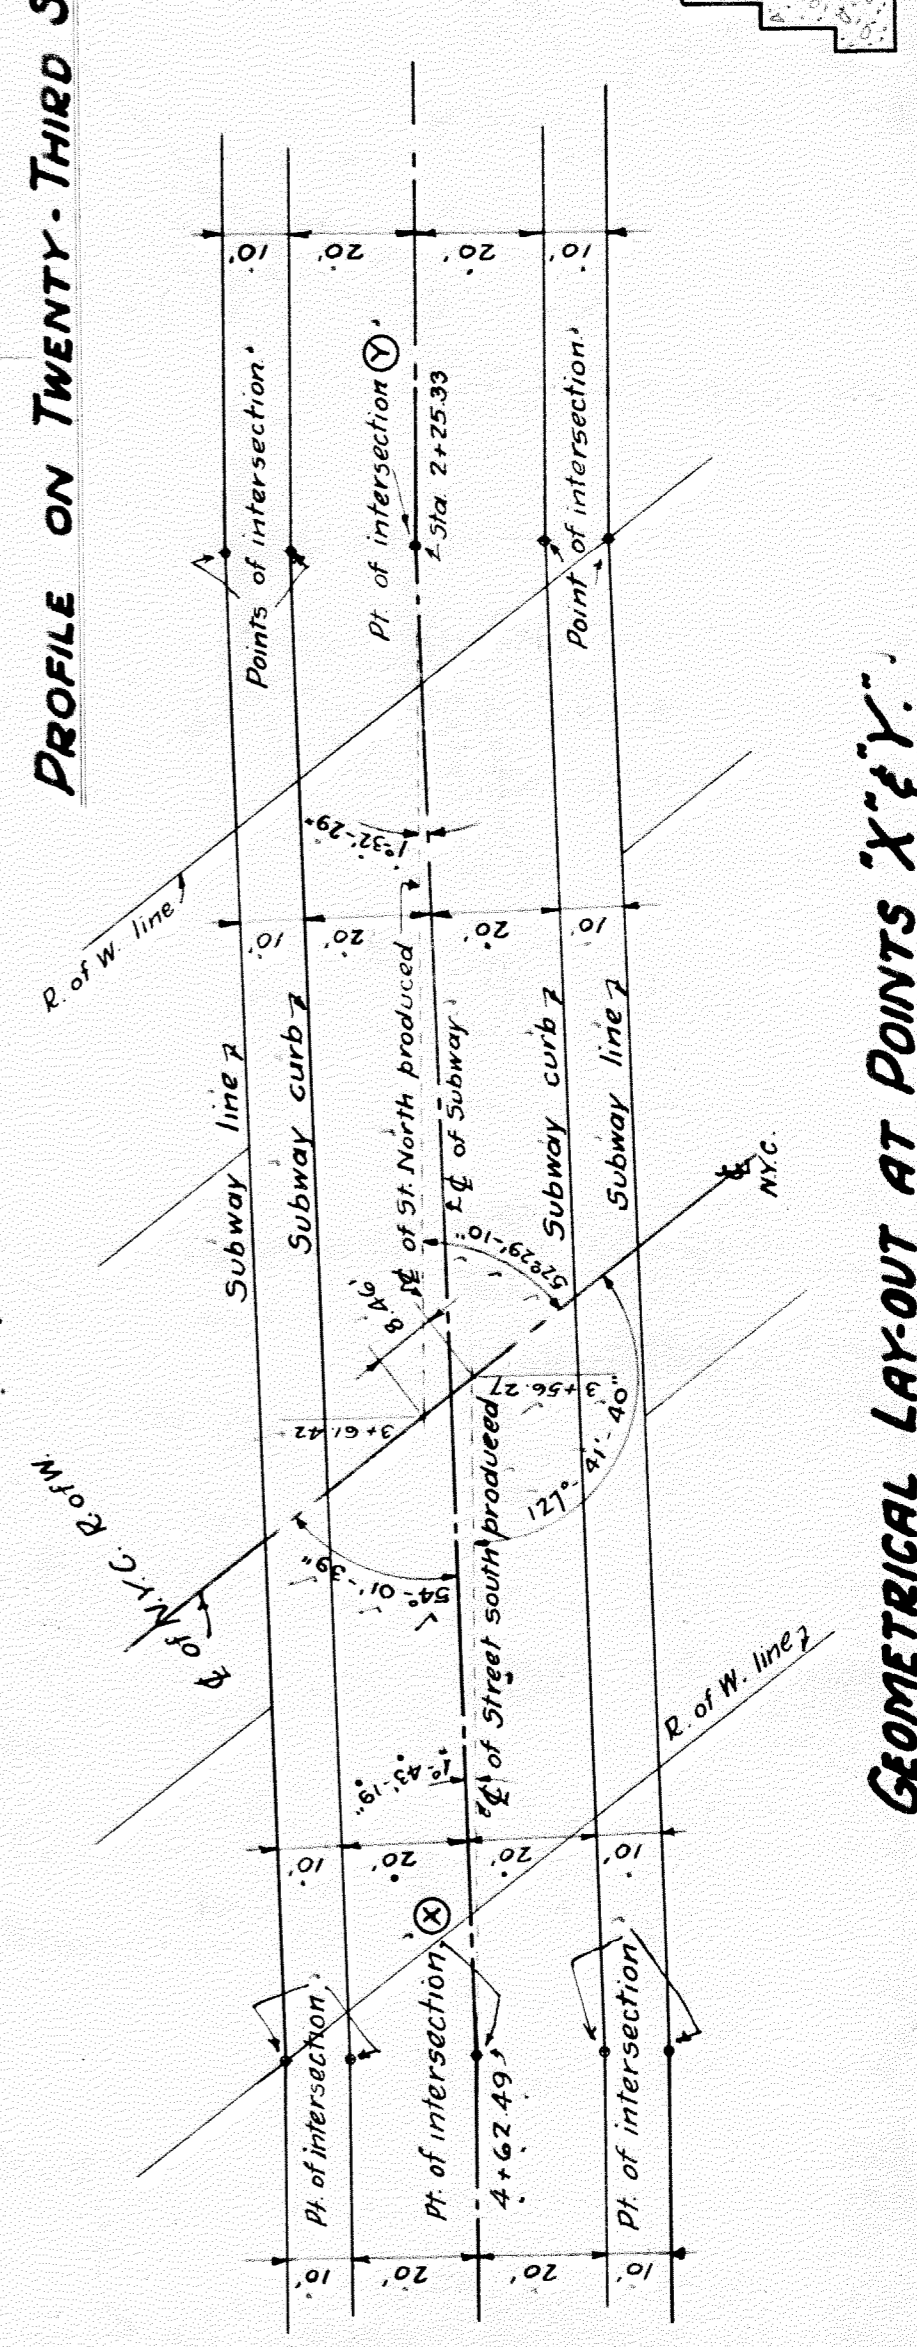 PROFILE ON TWENTY-THIRD
10'
20'
20'
10'
Points of intersection
Pt. of intersection Y
Sta 2+25.33
Point of intersection
R. of W. line
1°-32'-29"
10'
20'
20'
10'
Subway line
Subway curb
℄ of St. North produced
℄ of Subway
Subway curb
Subway line
8.46'
52°29'-10"
℄
N.Y.C.
3+61.42
3+56.27
127°-41'-40"
54°-01'-39"
℄ of N.Y.C. R. of W.
℄ of Street south produced
1°-43'-19"
R. of W. line
10'
20'
20'
10'
Pt. of intersection
Pt. of intersection X
4+62.49
Pt. of intersection
10'
20'
20'
10'
GEOMETRICAL LAY-OUT AT POINTS "X" & "Y".